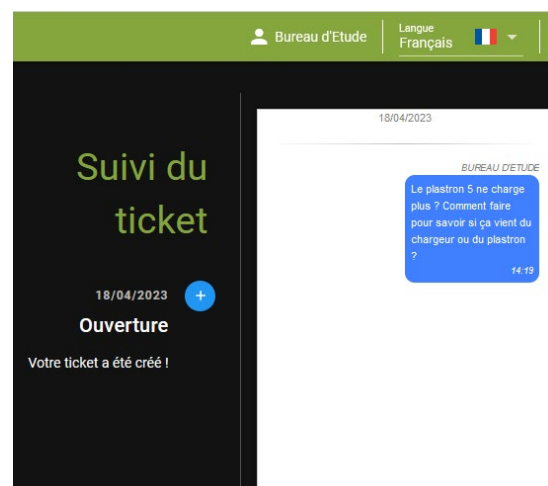 Bureau d'Etude
Langue
Français
Suivi du
ticket
18/04/2023
Ouverture
Votre ticket a été créé !
18/04/2023
BUREAU D'ETUDE
Le plastron 5 ne charge
plus ? Comment faire
pour savoir si ça vient du
chargeur ou du plastron
?
14:19